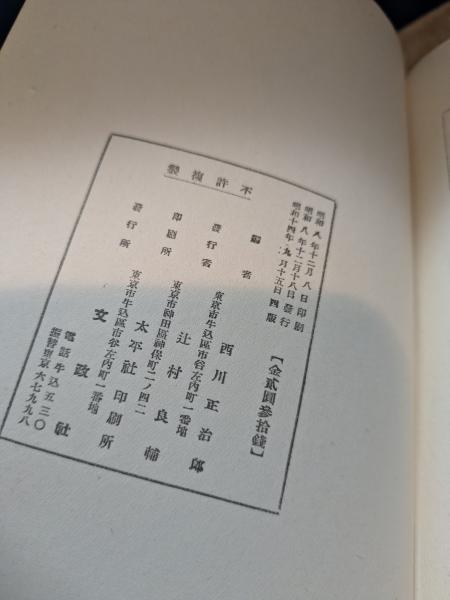 不許複製
昭和八年十二月八日印刷
昭和八年十二月十八日發行
昭和十四年九月十五日四版
【金貳圓參拾錢】
編者 西川正治郎
東京市牛込區市谷左内町一番地
發行者 辻村良輔
東京市神田區神保町二ノ四二
印刷所 太平社印刷所
東京市牛込區市谷左内町一番地
發行所 文政社
電話牛込五三〇
振替東京六七九九八